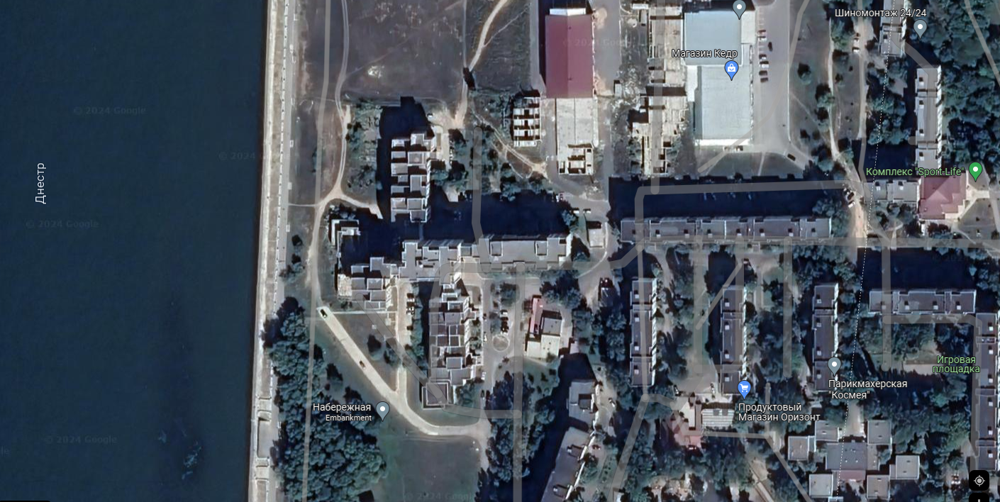 Шиномонтаж 24/24
© 2024 Google
Магазин Кедр
© 2024 Google
© 2024
Днестр
Комплекс "Sport-Life"
© 2024 Google
Игровая
площадка
Парикмахерская
"Космея"
Набережная
Embankment
Продуктовый
Магазин Оризонт
© 2024 Google
© 2024 Google